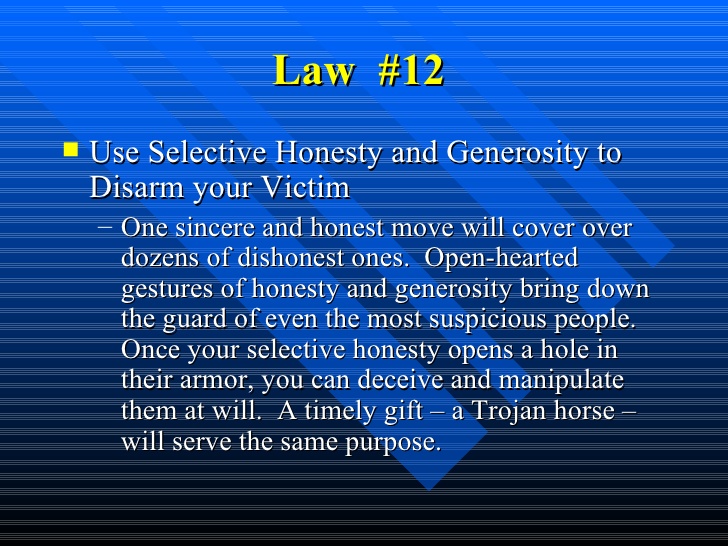 Law  #12
Use Selective Honesty and Generosity to
Disarm your Victim
– One sincere and honest move will cover over
dozens of dishonest ones.  Open-hearted
gestures of honesty and generosity bring down
the guard of even the most suspicious people.
Once your selective honesty opens a hole in
their armor, you can deceive and manipulate
them at will.  A timely gift – a Trojan horse –
will serve the same purpose.